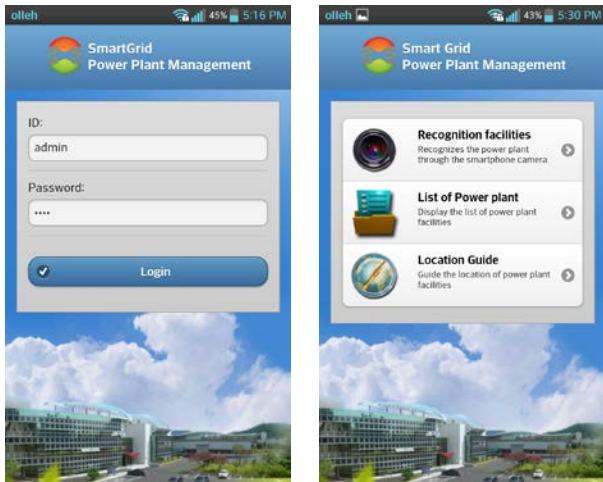 olleh 45% 5:16 PM
SmartGrid
Power Plant Management
ID:
admin
Password:
••••
Login
olleh 43% 5:30 PM
Smart Grid
Power Plant Management
Recognition facilities
Recognizes the power plant
through the smartphone camera
List of Power plant
Display the list of power plant
facilities
Location Guide
Guide the location of power plant
facilities